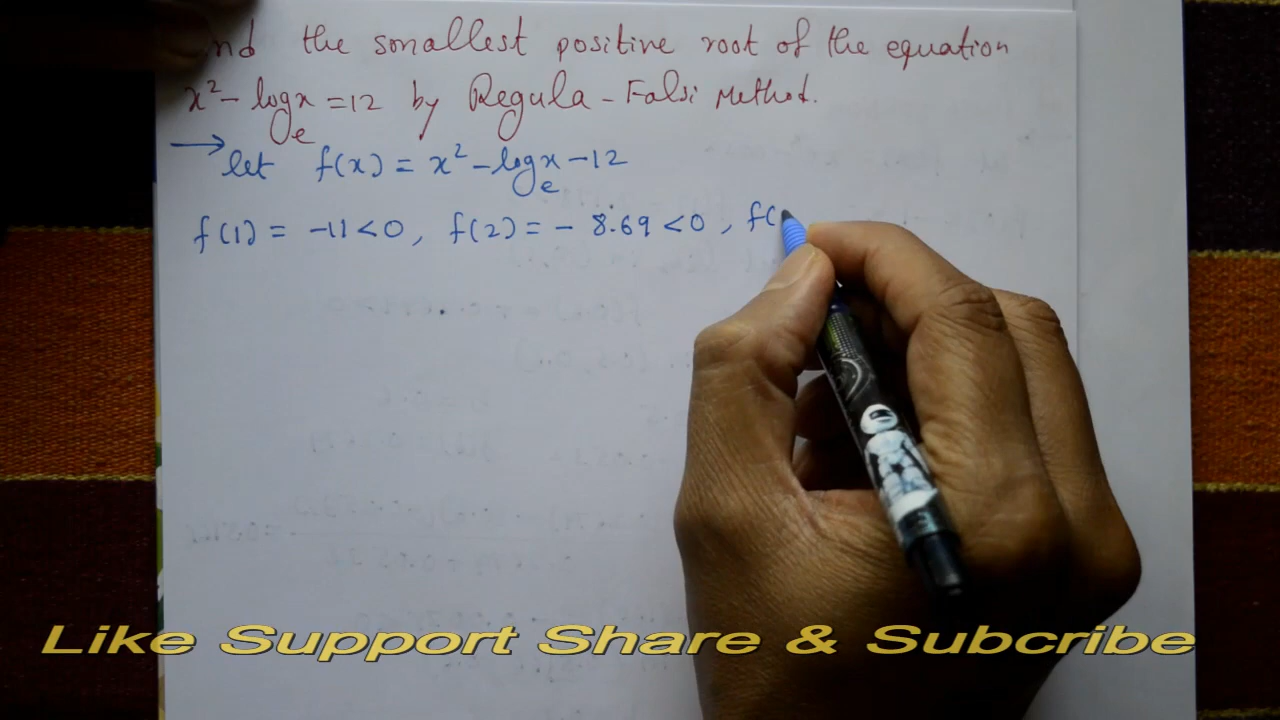 nd the smallest positive root of the equation
x² - logₑx = 12 by Regula - Falsi Method.
→ let f(x) = x² - logₑx - 12
f(1) = -11 < 0, f(2) = - 8.69 < 0, f(
Like Support Share & Subcribe